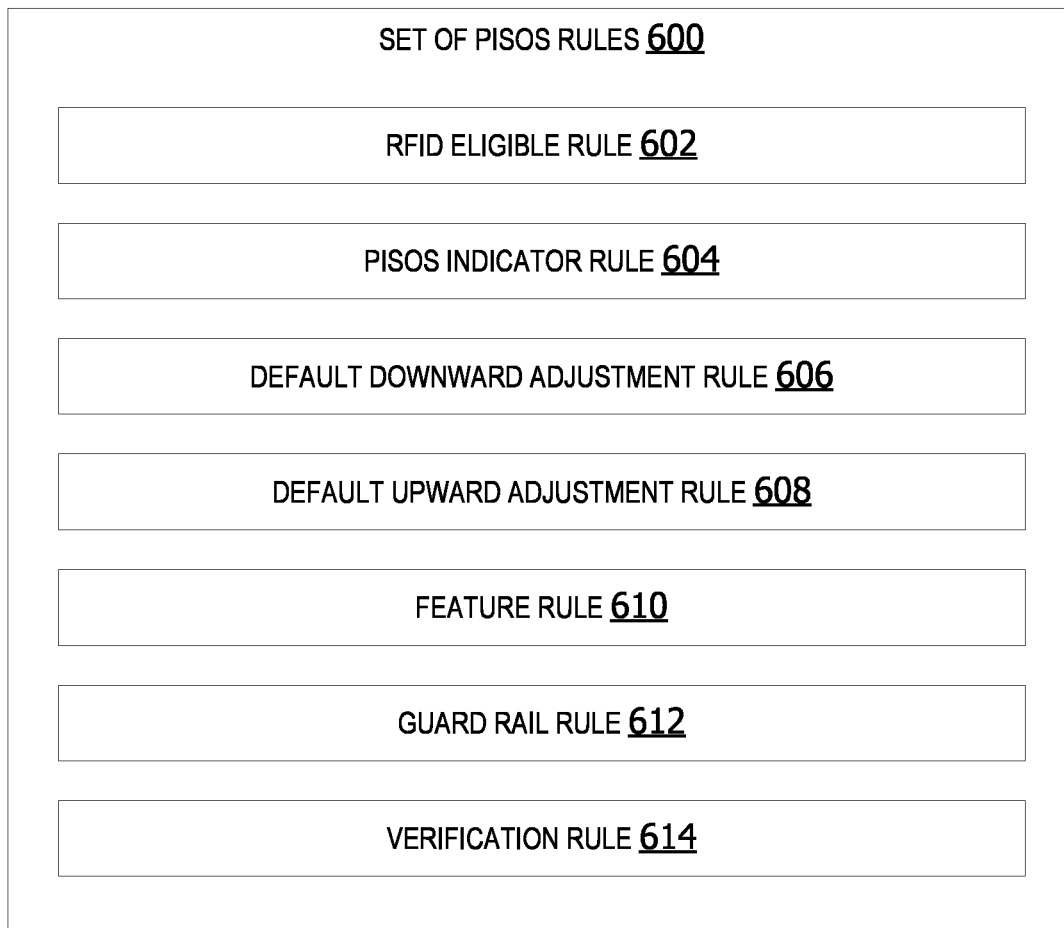 SET OF PISOS RULES 600
RFID ELIGIBLE RULE 602
PISOS INDICATOR RULE 604
DEFAULT DOWNWARD ADJUSTMENT RULE 606
DEFAULT UPWARD ADJUSTMENT RULE 608
FEATURE RULE 610
GUARD RAIL RULE 612
VERIFICATION RULE 614